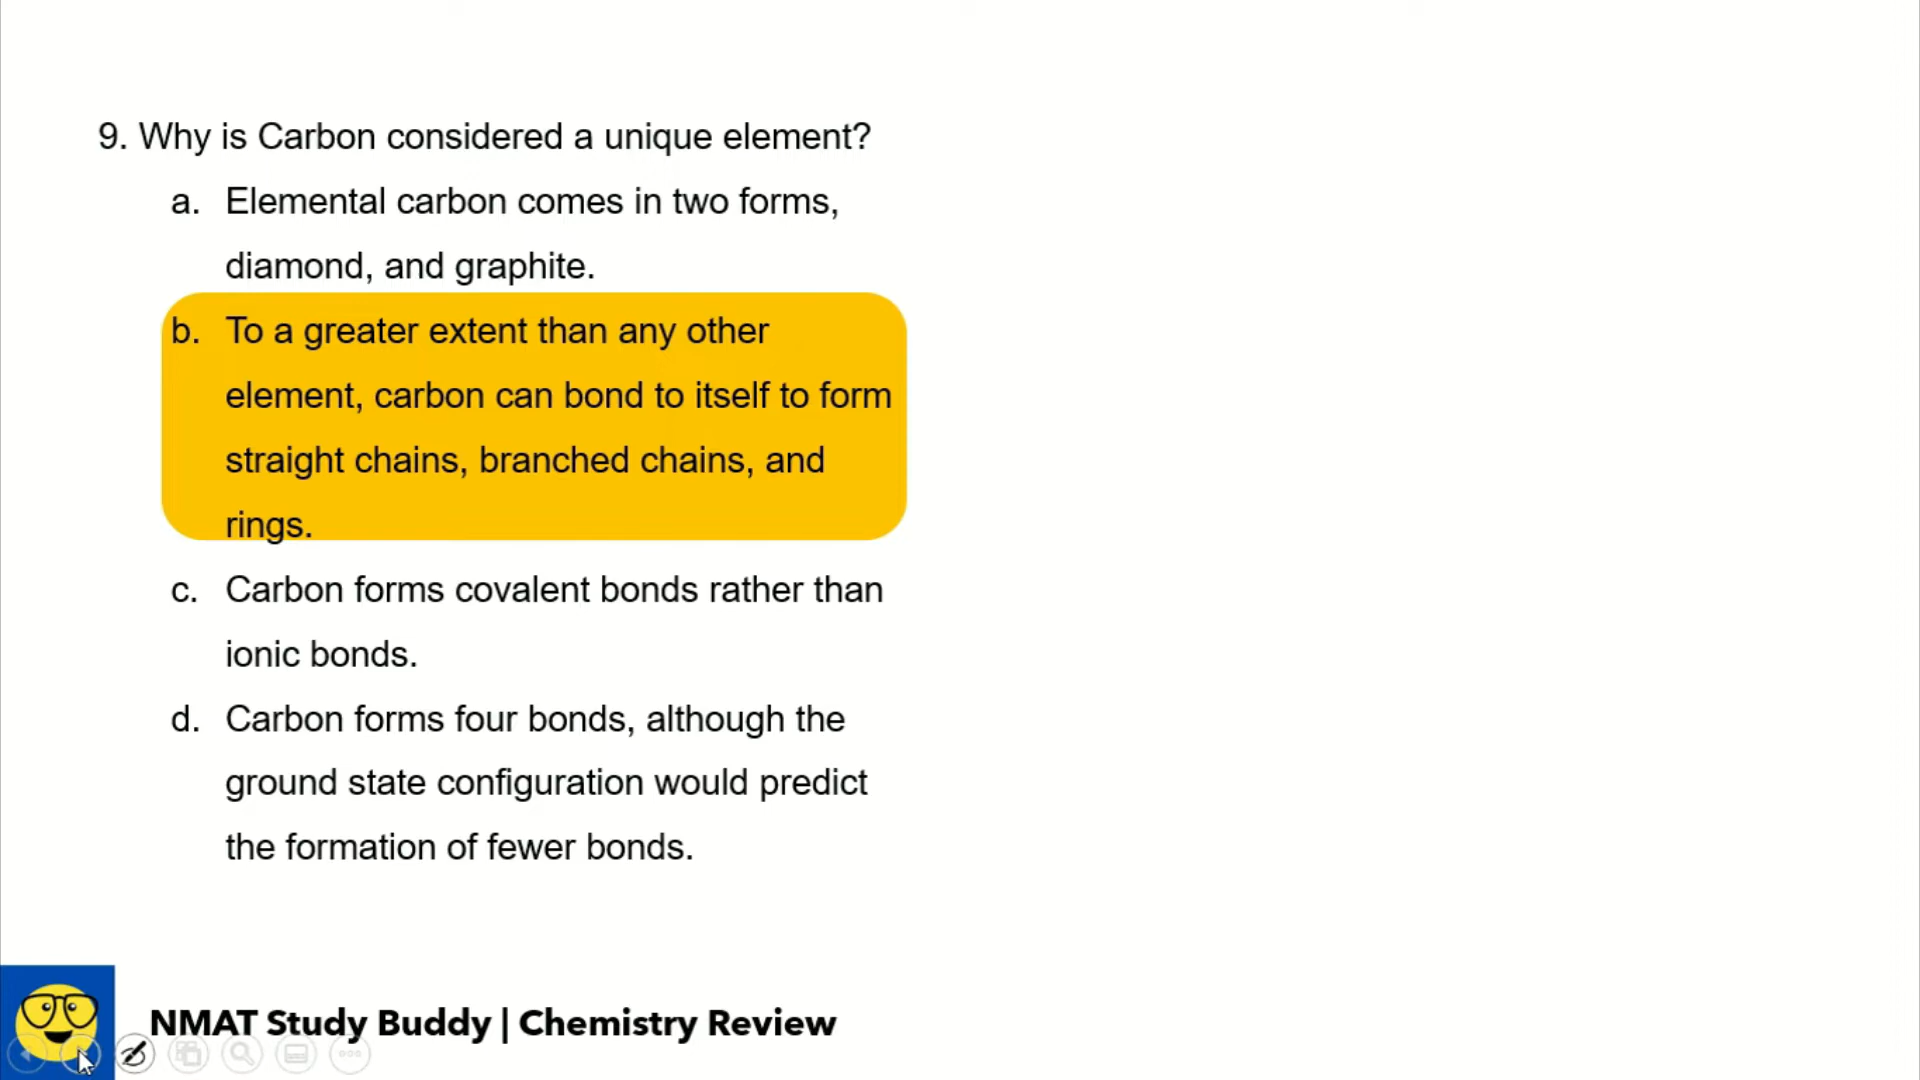 9. Why is Carbon considered a unique element?
a. Elemental carbon comes in two forms,
diamond, and graphite.
b. To a greater extent than any other
element, carbon can bond to itself to form
straight chains, branched chains, and
rings.
c. Carbon forms covalent bonds rather than
ionic bonds.
d. Carbon forms four bonds, although the
ground state configuration would predict
the formation of fewer bonds.
NMAT Study Buddy | Chemistry Review